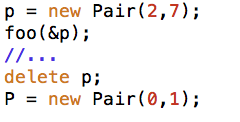 p = new Pair(2,7);
foo(&p);
//...
delete p;
P = new Pair(0,1);